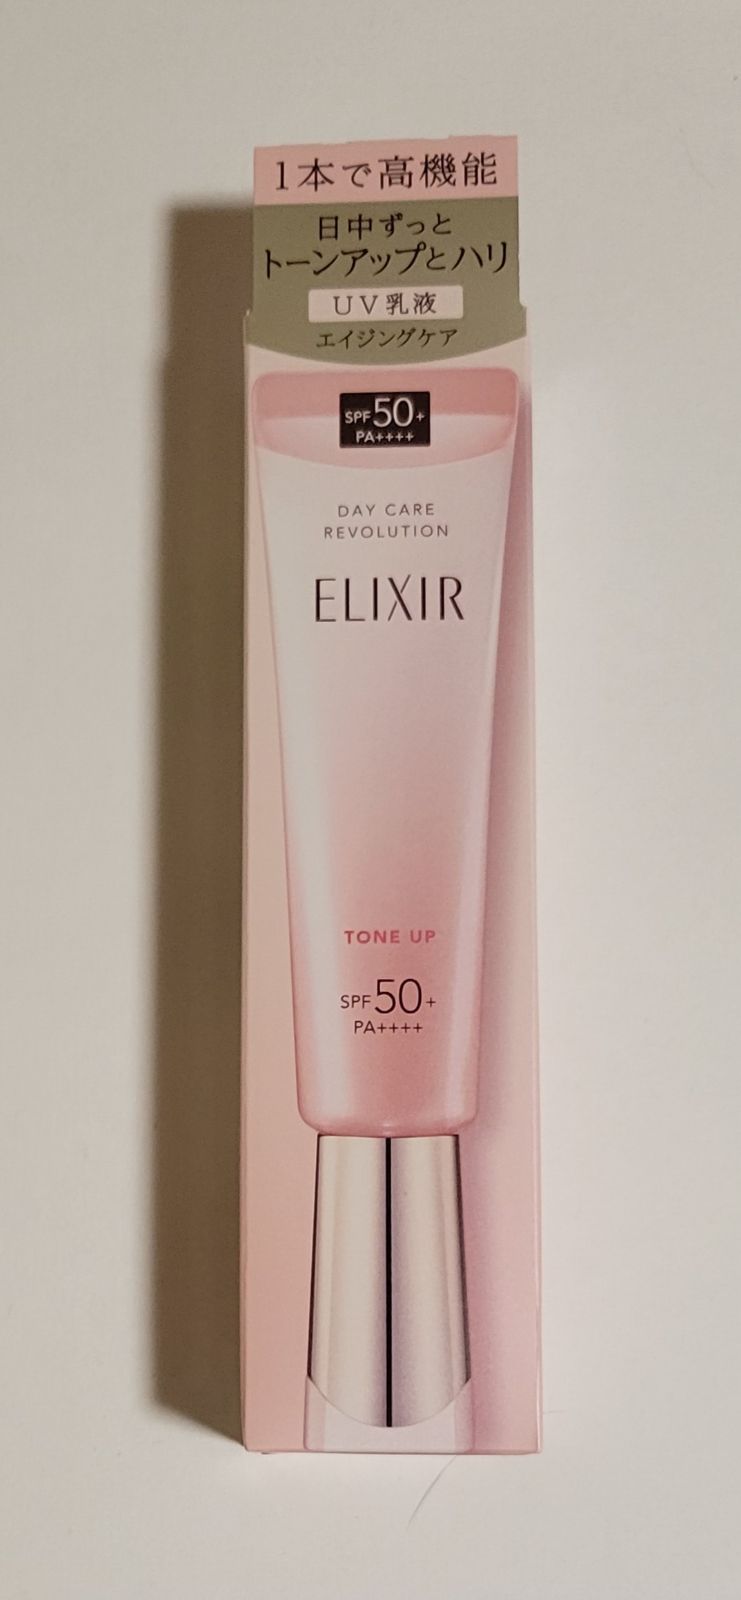 1本で高機能
日中ずっと
トーンアップとハリ
UV乳液
エイジングケア
SPF50+
PA++++
DAY CARE
REVOLUTION
ELIXIR
TONE UP
SPF50+
PA++++